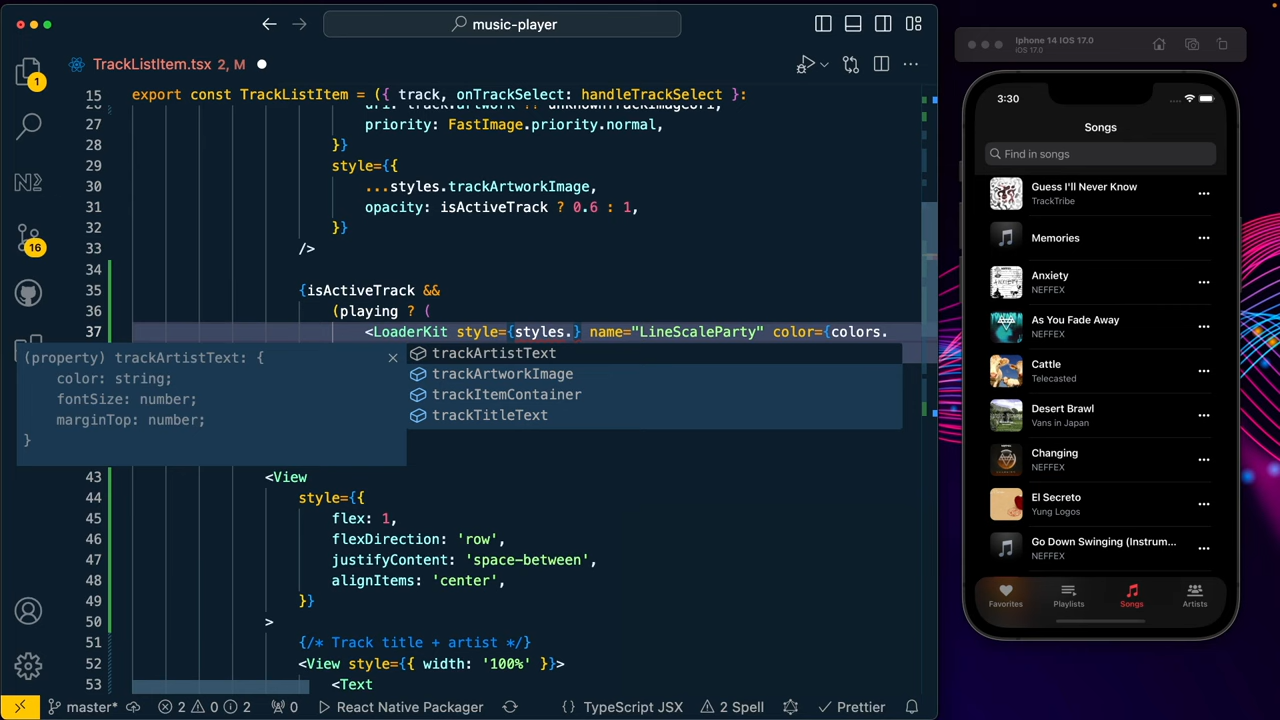 music-player
1
TrackListItem.tsx 2, M
15 export const TrackListItem = ({ track, onTrackSelect: handleTrackSelect }:
27 priority: FastImage.priority.normal,
28 }}
29 style={{
30 ...styles.trackArtworkImage,
31 opacity: isActiveTrack ? 0.6 : 1,
32 }}
33 />
34
35 {isActiveTrack &&
36 (playing ? (
37 <LoaderKit style={styles.} name="LineScaleParty" color={colors.
(property) trackArtistText: {
color: string;
fontSize: number;
marginTop: number;
}
trackArtistText
trackArtworkImage
trackItemContainer
trackTitleText
16
43 <View
44 style={{
45 flex: 1,
46 flexDirection: 'row',
47 justifyContent: 'space-between',
48 alignItems: 'center',
49 }}
50 >
51 {/* Track title + artist */}
52 <View style={{ width: '100%' }}>
53 <Text
master* 2 0 2 0 React Native Packager {} TypeScript JSX 2 Spell Prettier
Iphone 14 IOS 17.0
iOS 17.0
3:30
Songs
Find in songs
Guess I'll Never Know
TrackTribe
Memories
Anxiety
NEFFEX
As You Fade Away
NEFFEX
Cattle
Telecasted
Desert Brawl
Vans in Japan
Changing
NEFFEX
El Secreto
Yung Logos
Go Down Swinging (Instrum...
NEFFEX
Favorites Playlists Songs Artists